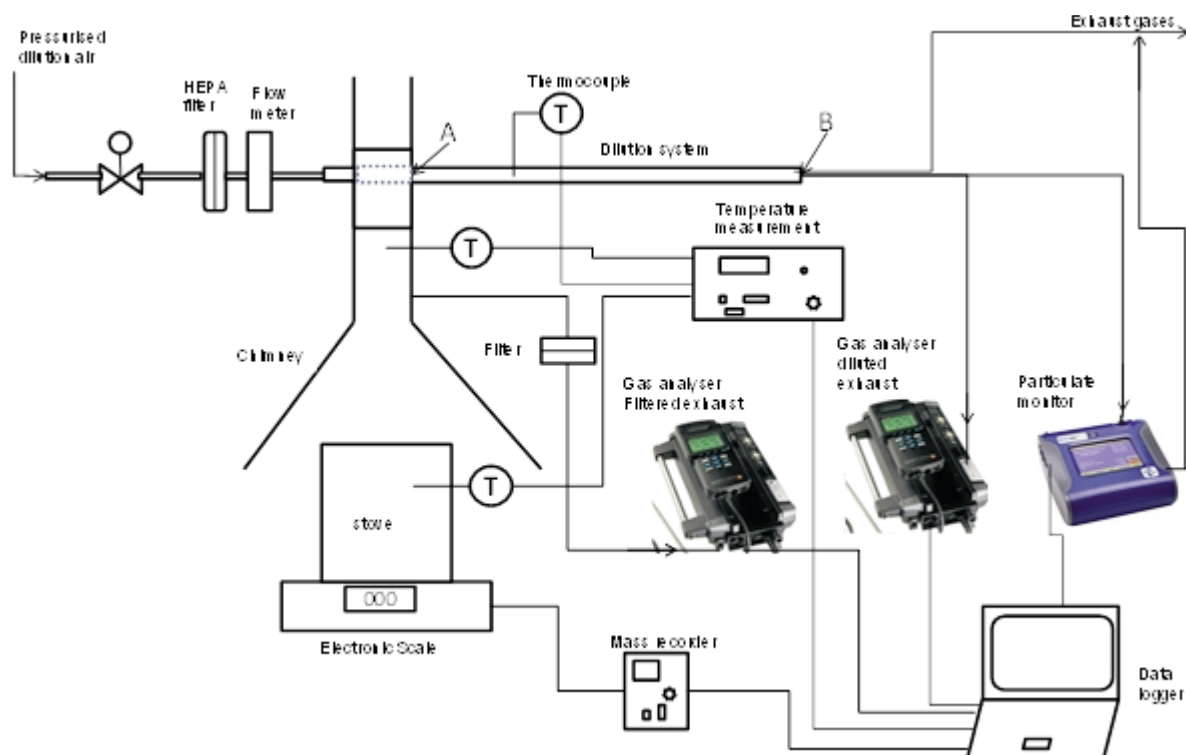 Exhaust gases
Pressurised
dilution air
HEPA
filter
Flow
meter
Thermocouple
T
A
B
Dilution system
Temperature
measurement
T
Chimney
Filter
Gas analyser
Filtered exhaust
Gas analyser
diluted
exhaust
Particulate
monitor
T
stove
000
Electronic Scale
Mass recorder
Data
logger